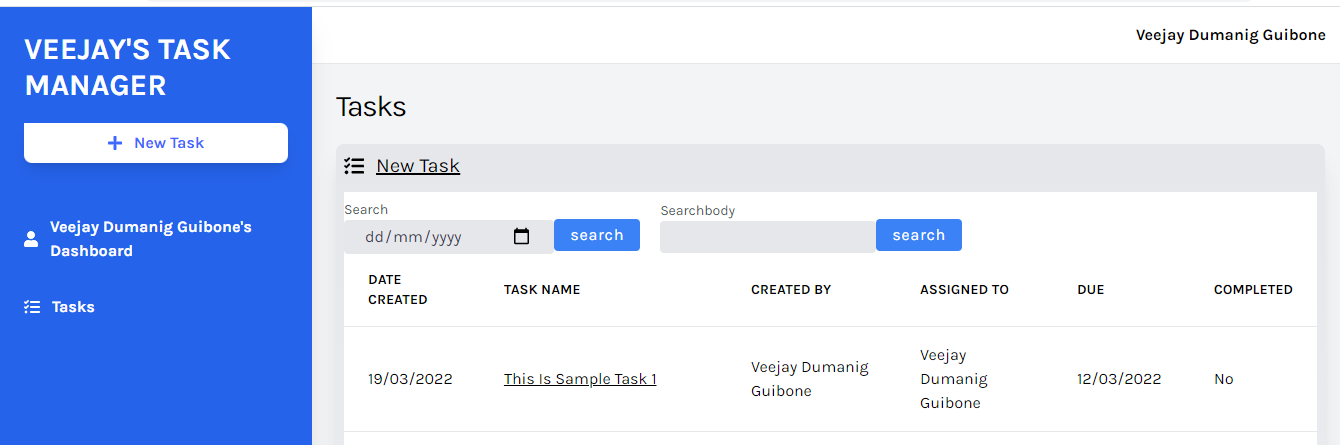 VEEJAY'S TASK
MANAGER
New Task
Veejay Dumanig Guibone's
Dashboard
Tasks
Veejay Dumanig Guibone
Tasks
New Task
Search
Searchbody
dd/mm/yyyy
search
search
DATE
CREATED
TASK NAME
CREATED BY
ASSIGNED TO
DUE
COMPLETED
19/03/2022
This Is Sample Task 1
Veejay Dumanig
Guibone
Veejay
Dumanig
Guibone
12/03/2022
No